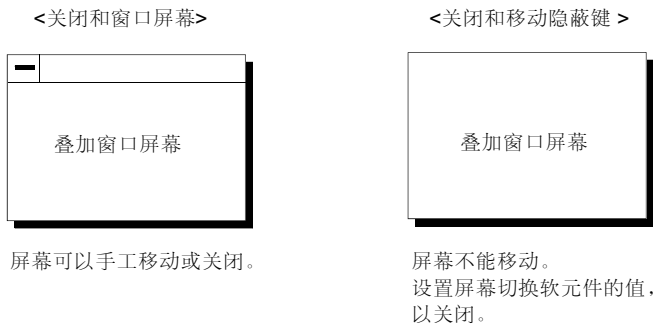 <关闭和窗口屏幕>
叠加窗口屏幕
屏幕可以手工移动或关闭。
<关闭和移动隐蔽键 >
叠加窗口屏幕
屏幕不能移动。
设置屏幕切换软元件的值，
以关闭。